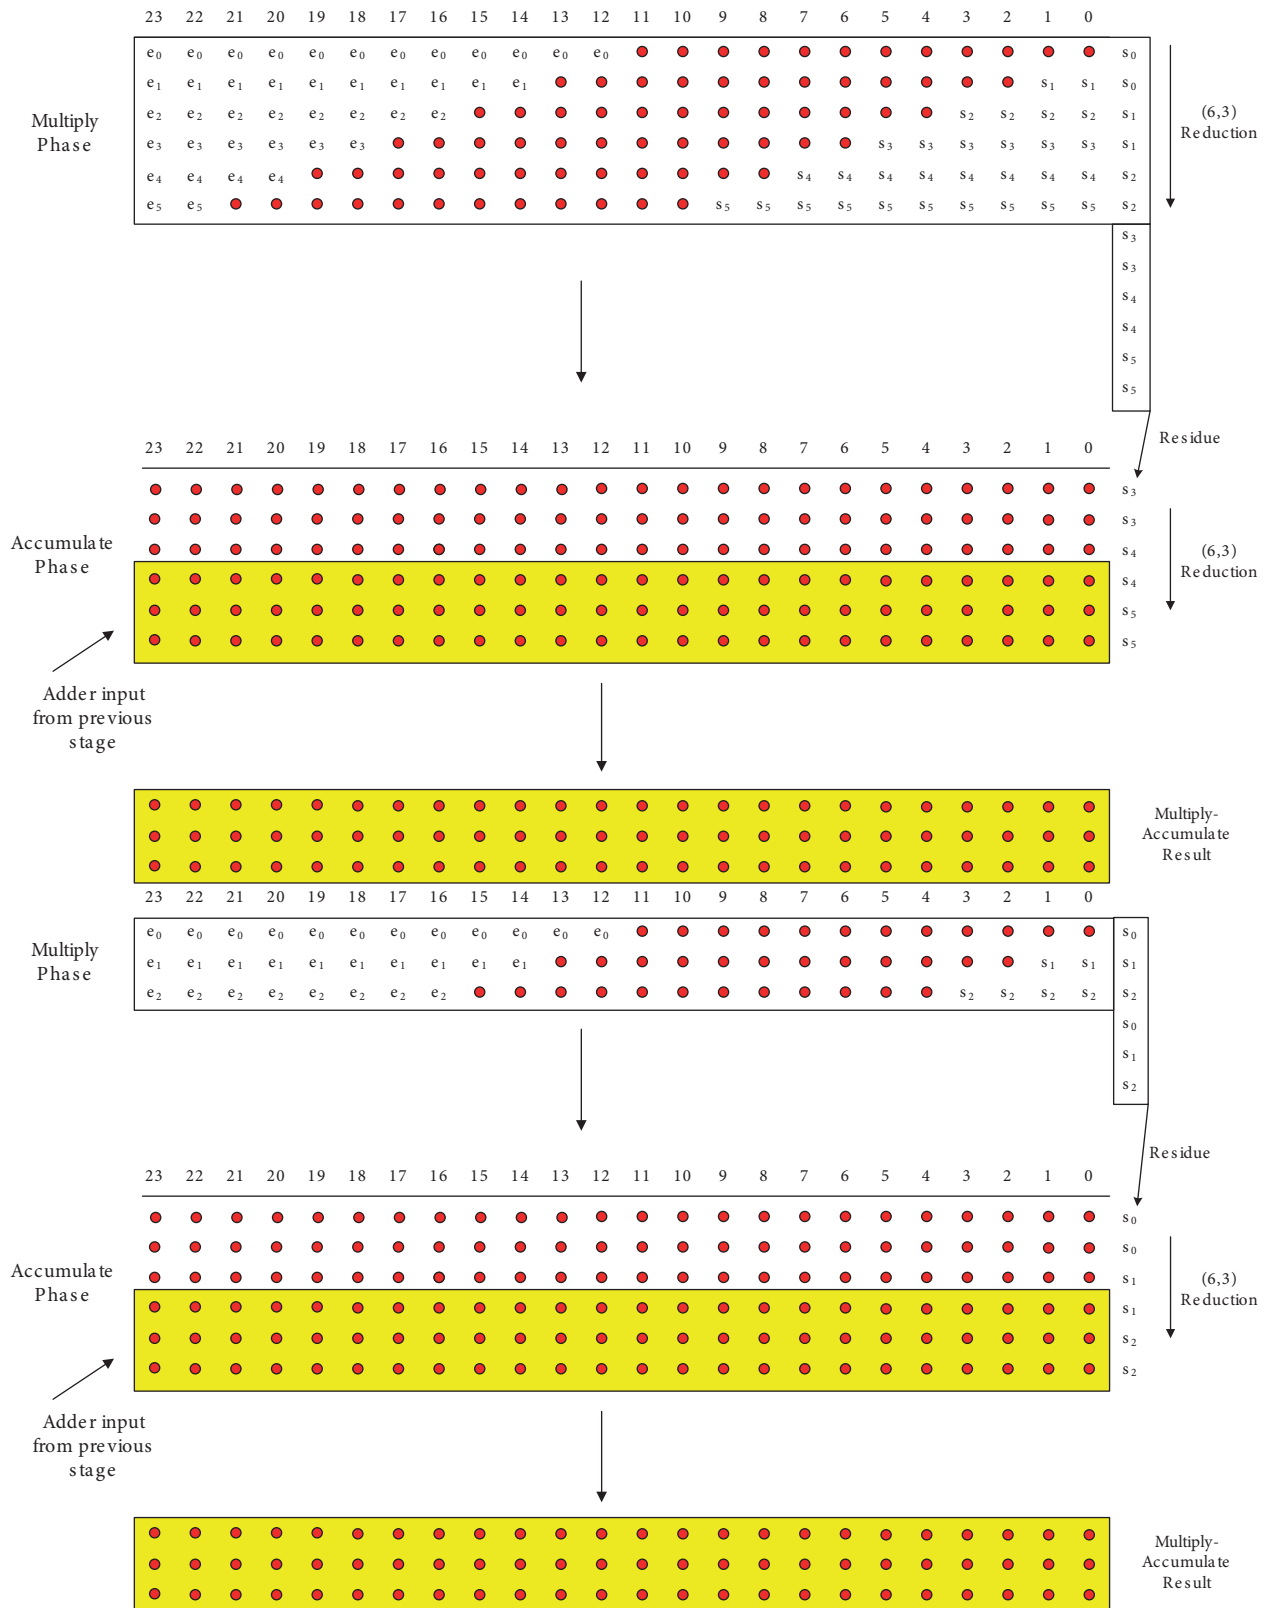 23 22 21 20 19 18 17 16 15 14 13 12 11 10 9 8 7 6 5 4 3 2 1 0
e₀ e₀ e₀ e₀ e₀ e₀ e₀ e₀ e₀ e₀ e₀ e₀ s₀
e₁ e₁ e₁ e₁ e₁ e₁ e₁ e₁ e₁ e₁ s₁ s₁ s₀
e₂ e₂ e₂ e₂ e₂ e₂ e₂ e₂ s₂ s₂ s₂ s₂ s₁
e₃ e₃ e₃ e₃ e₃ e₃ s₃ s₃ s₃ s₃ s₃ s₃ s₁
e₄ e₄ e₄ e₄ s₄ s₄ s₄ s₄ s₄ s₄ s₄ s₄ s₂
e₅ e₅ s₅ s₅ s₅ s₅ s₅ s₅ s₅ s₅ s₅ s₅ s₂
Multiply
Phase
(6,3)
Reduction
s₃
s₃
s₄
s₄
s₅
s₅
Residue
23 22 21 20 19 18 17 16 15 14 13 12 11 10 9 8 7 6 5 4 3 2 1 0
s₃
s₃
s₄
s₄
s₅
s₅
Accumulate
Phase
(6,3)
Reduction
Adder input
from previous
stage
Multiply-
Accumulate
Result
23 22 21 20 19 18 17 16 15 14 13 12 11 10 9 8 7 6 5 4 3 2 1 0
e₀ e₀ e₀ e₀ e₀ e₀ e₀ e₀ e₀ e₀ e₀ e₀ s₀
e₁ e₁ e₁ e₁ e₁ e₁ e₁ e₁ e₁ e₁ s₁ s₁ s₁
e₂ e₂ e₂ e₂ e₂ e₂ e₂ e₂ s₂ s₂ s₂ s₂ s₂
Multiply
Phase
s₀
s₁
s₂
Residue
23 22 21 20 19 18 17 16 15 14 13 12 11 10 9 8 7 6 5 4 3 2 1 0
s₀
s₀
s₁
s₁
s₂
s₂
Accumulate
Phase
(6,3)
Reduction
Adder input
from previous
stage
Multiply-
Accumulate
Result